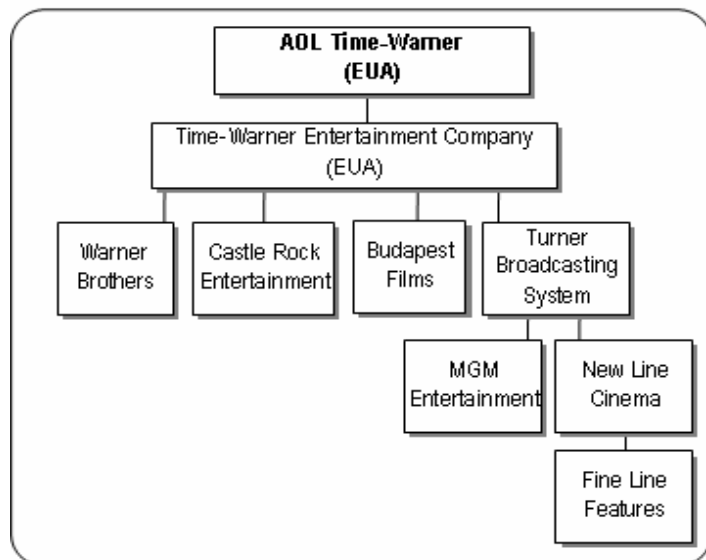 AOL Time-Warner
(EUA)
Time-Warner Entertainment Company
(EUA)
Warner
Brothers
Castle Rock
Entertainment
Budapest
Films
Turner
Broadcasting
System
MGM
Entertainment
New Line
Cinema
Fine Line
Features